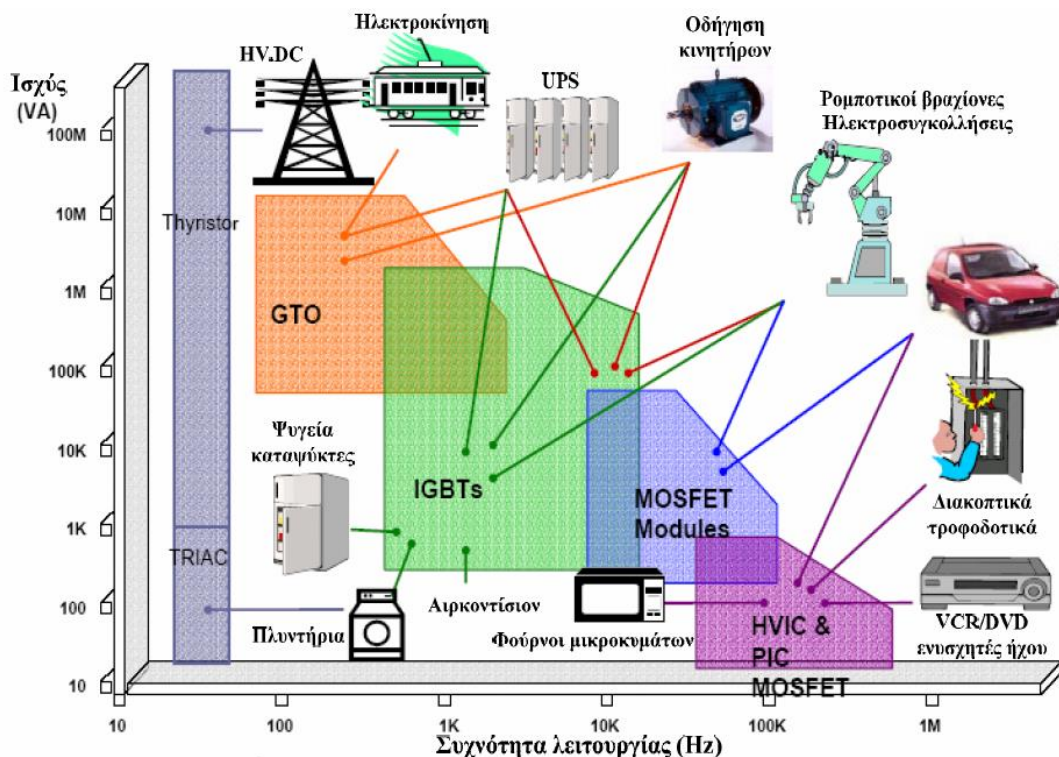 Ηλεκτροκίνηση
Οδήγηση
κινητήρων
HV.DC
UPS
Ισχύς
(VA)
Ρομποτικοί βραχίονες
Ηλεκτροσυγκολλήσεις
100M
10M
1M
100K
10K
1K
100
10
Thyristor
TRIAC
GTO
IGBTs
MOSFET
Modules
HVIC &
PIC
MOSFET
Ψυγεία
καταψύκτες
Πλυντήρια
Αιρκοντίσιον
Φούρνοι μικροκυμάτων
Διακοπτικά
τροφοδοτικά
VCR/DVD
ενυσχητές ήχου
10
100
1K
10K
100K
1M
Συχνότητα λειτουργίας (Hz)